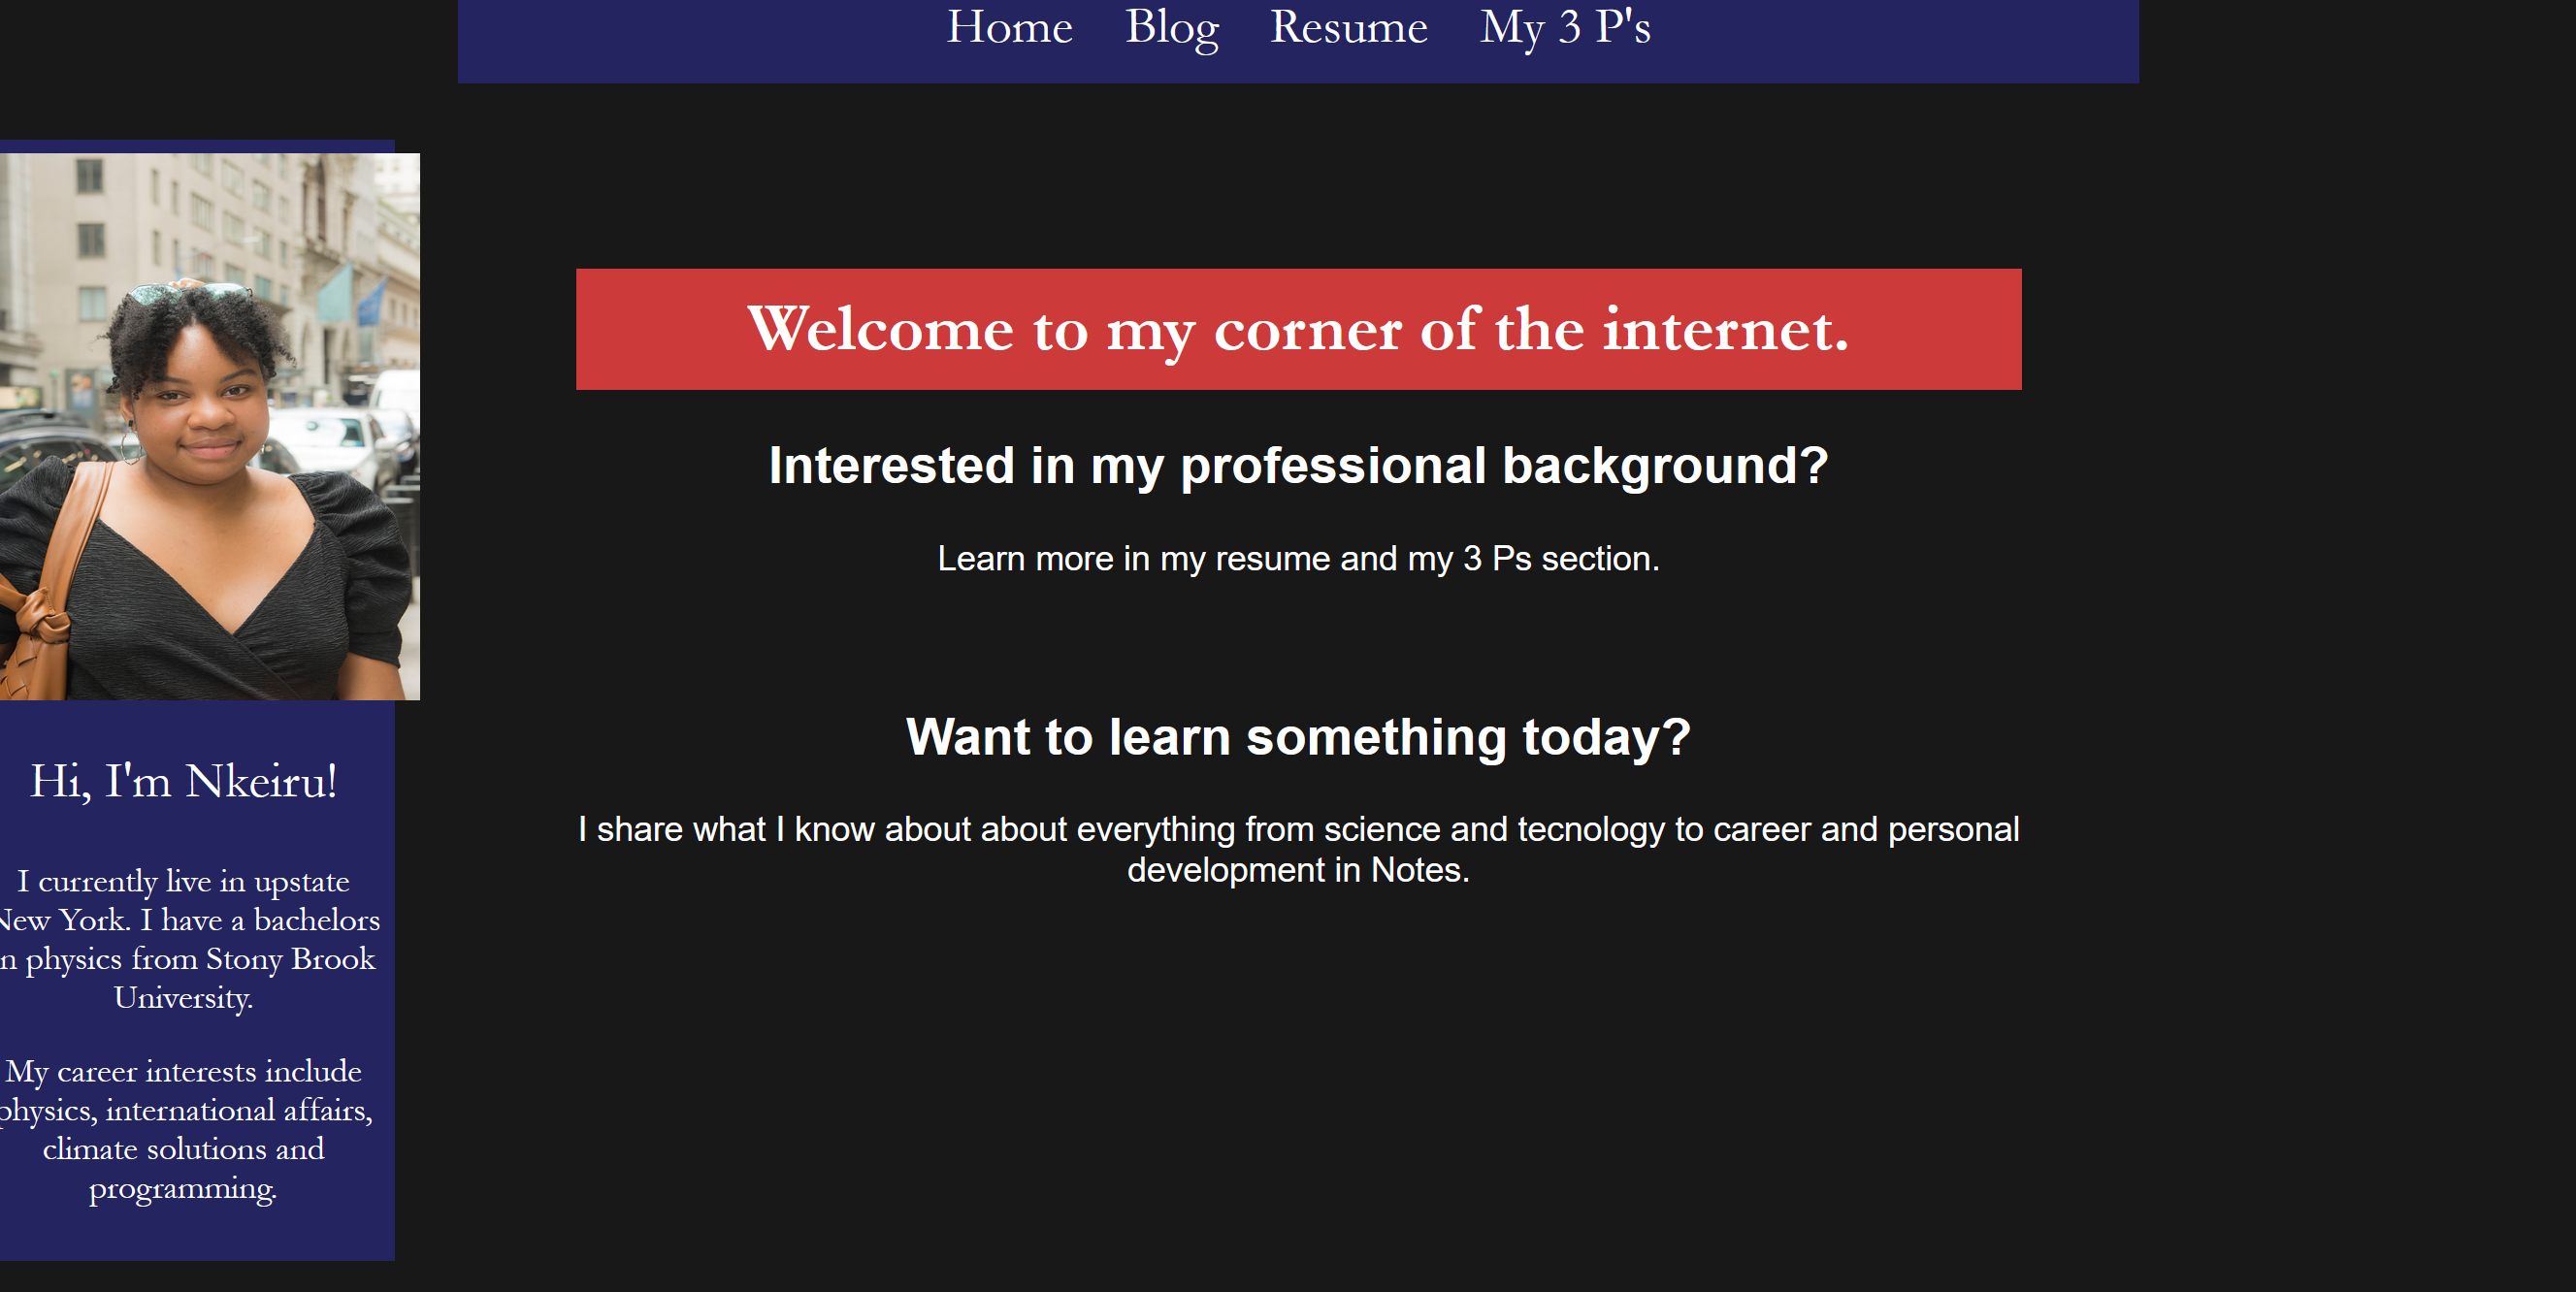 Home Blog Resume My 3 P's
Welcome to my corner of the internet.
Interested in my professional background?
Learn more in my resume and my 3 Ps section.
Want to learn something today?
I share what I know about about everything from science and tecnology to career and personal
development in Notes.
Hi, I'm Nkeiru!
I currently live in upstate
New York. I have a bachelors
n physics from Stony Brook
University.
My career interests include
physics, international affairs,
climate solutions and
programming.